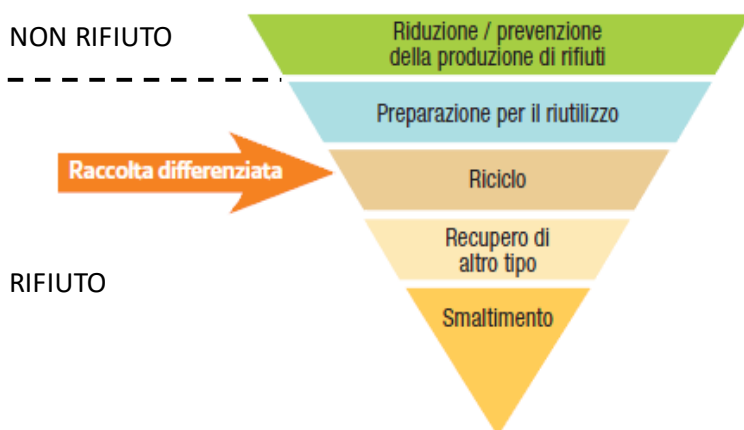 NON RIFIUTO
Riduzione / prevenzione
della produzione di rifiuti
Preparazione per il riutilizzo
Raccolta differenziata
Riciclo
Recupero di
altro tipo
RIFIUTO
Smaltimento